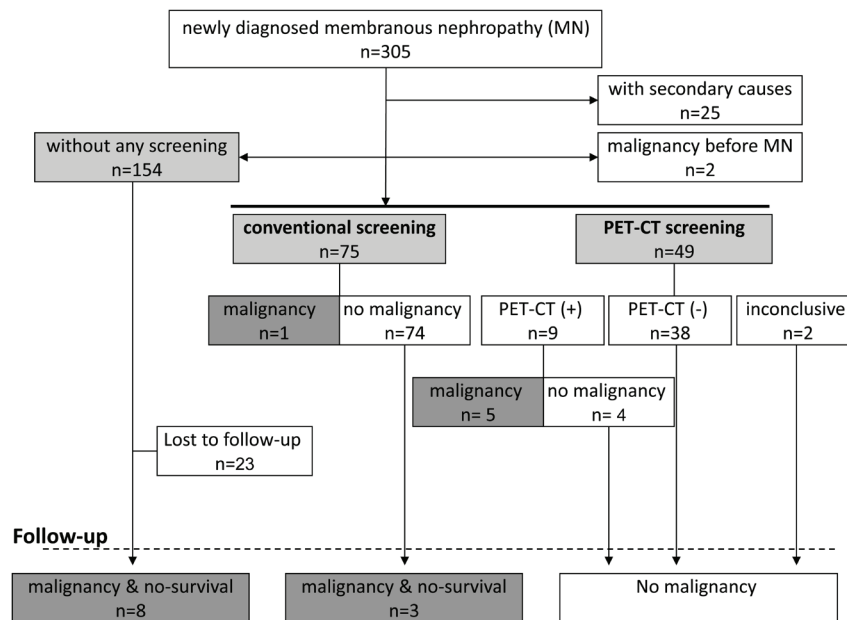 newly diagnosed membranous nephropathy (MN)
n=305
with secondary causes
n=25
without any screening
n=154
malignancy before MN
n=2
conventional screening
n=75
PET-CT screening
n=49
malignancy
n=1
no malignancy
n=74
PET-CT (+)
n=9
PET-CT (-)
n=38
inconclusive
n=2
malignancy
n= 5
no malignancy
n= 4
Lost to follow-up
n=23
Follow-up
malignancy & no-survival
n=8
malignancy & no-survival
n=3
No malignancy